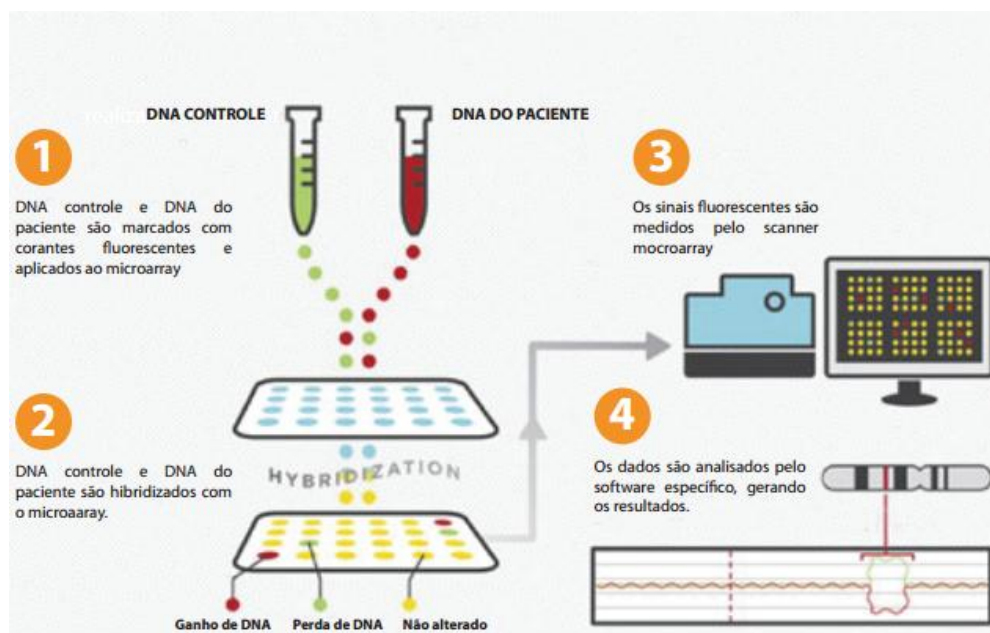 DNA CONTROLE
DNA DO PACIENTE
1
DNA controle e DNA do
paciente são marcados com
corantes fluorescentes e
aplicados ao microarray
2
DNA controle e DNA do
paciente são hibridizados com
o microaaray.
HYBRIDIZATION
Ganho de DNA
Perda de DNA
Não alterado
3
Os sinais fluorescentes são
medidos pelo scanner
mocroarray
4
Os dados são analisados pelo
software específico, gerando
os resultados.